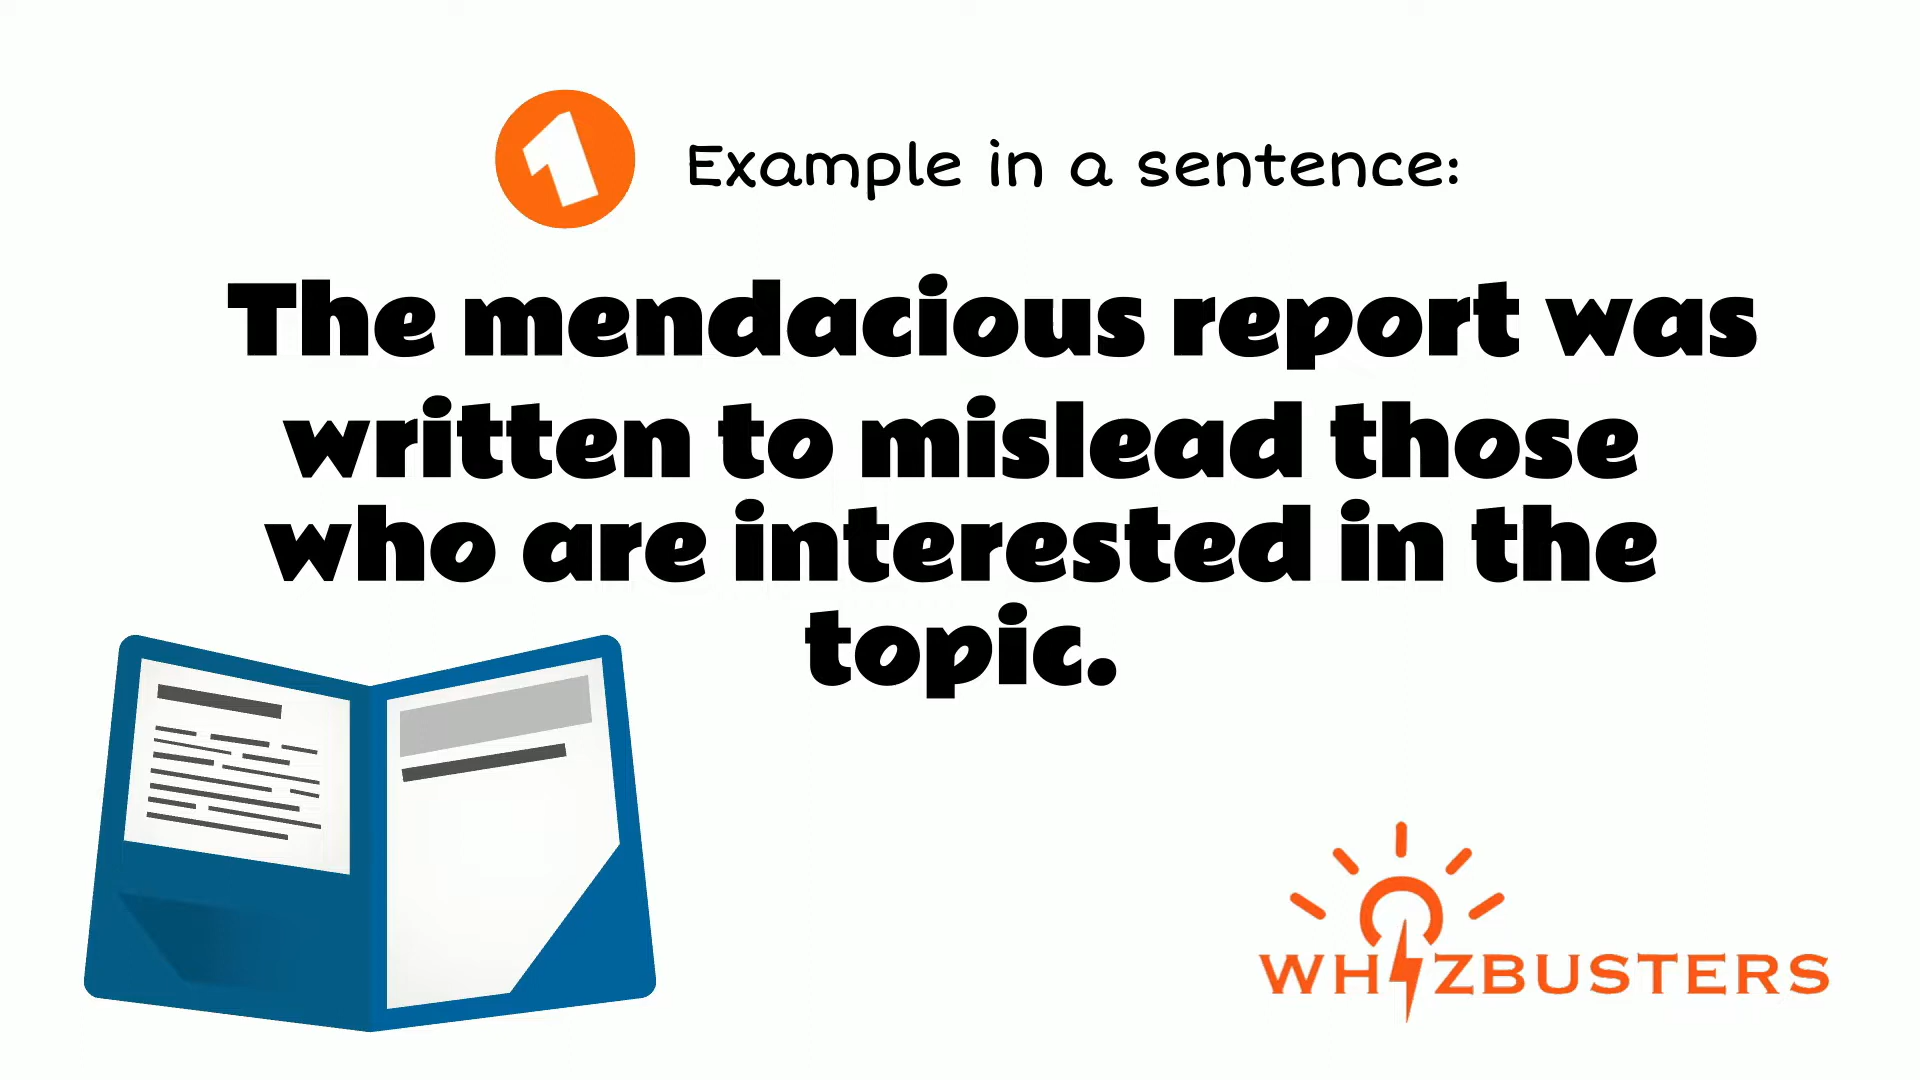 1
Example in a sentence:
The mendacious report was
written to mislead those
who are interested in the
topic.
WHIZBUSTERS